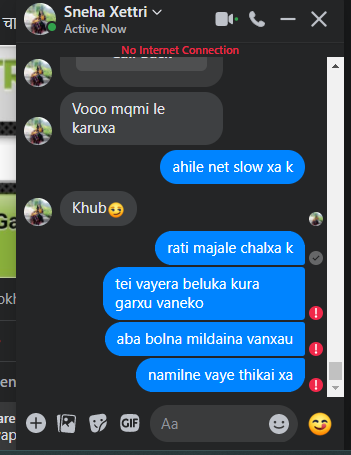 Sneha Xettri
Active Now
No Internet Connection
Vooo mqmi le
karuxa
ahile net slow xa k
Khub😏
rati majale chalxa k
tei vayera beluka kura
garxu vaneko
aba bolna mildaina vanxau
namilne vaye thikai xa
GIF
Aa